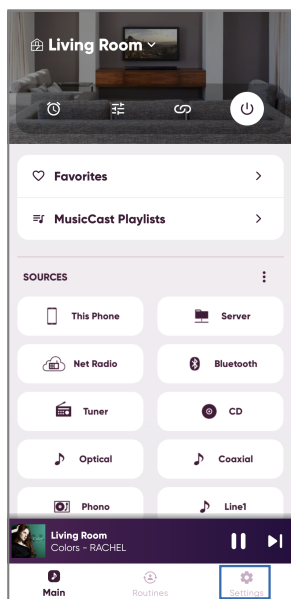 Living Room
Favorites
MusicCast Playlists
SOURCES
This Phone
Server
Net Radio
Bluetooth
Tuner
CD
Optical
Coaxial
Phono
Line1
Living Room
Colors - RACHEL
Main
Routines
Settings